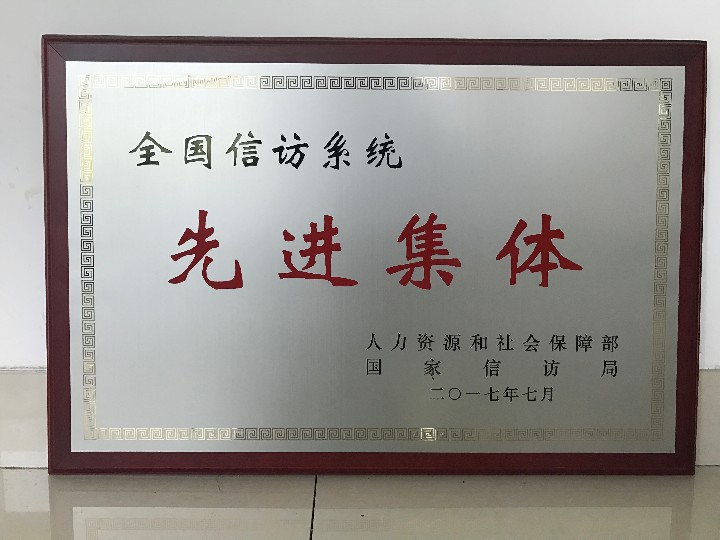 全国信访系统
先进集体
人力资源和社会保障部
国家信访局
二〇一七年七月